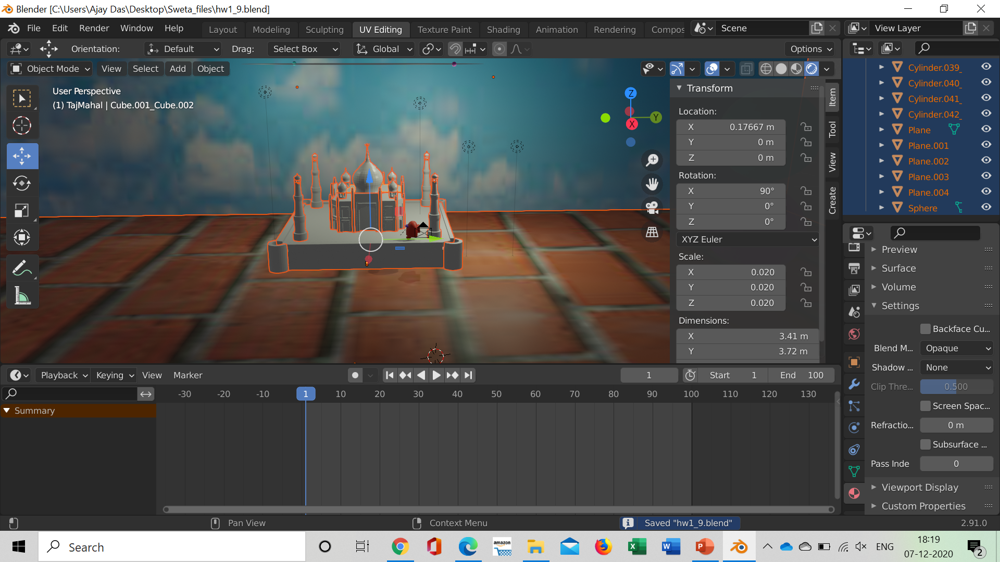 Blender [C:\Users\Ajay Das\Desktop\Sweta_files\hw1_9.blend]
File Edit Render Window Help Layout Modeling Sculpting UV Editing Texture Paint Shading Animation Rendering Compos Scene View Layer
Orientation: Default Drag: Select Box Global Options
Object Mode View Select Add Object
User Perspective
(1) TajMahal | Cube.001_Cube.002
Z
Y
X
Transform
Location:
X 0.17667 m
Y 0 m
Z 0 m
Rotation:
X 90°
Y 0°
Z 0°
XYZ Euler
Scale:
X 0.020
Y 0.020
Z 0.020
Dimensions:
X 3.41 m
Y 3.72 m
Item
Tool
View
Create
Cylinder.039_
Cylinder.040_
Cylinder.041_
Cylinder.042_
Plane
Plane.001
Plane.002
Plane.003
Plane.004
Sphere
Preview
Surface
Volume
Settings
Backface Cu...
Blend M... Opaque
Shadow ... None
Clip Thre... 0.500
Screen Spac...
Refractio... 0 m
Subsurface ...
Pass Inde 0
Viewport Display
Custom Properties
Playback Keying View Marker 1 Start 1 End 100
-30 -20 -10 1 10 20 30 40 50 60 70 80 90 100 110 120 130
Summary
Pan View Context Menu Saved "hw1_9.blend" 2.91.0
Search amazon ENG 18:19
07-12-2020 2